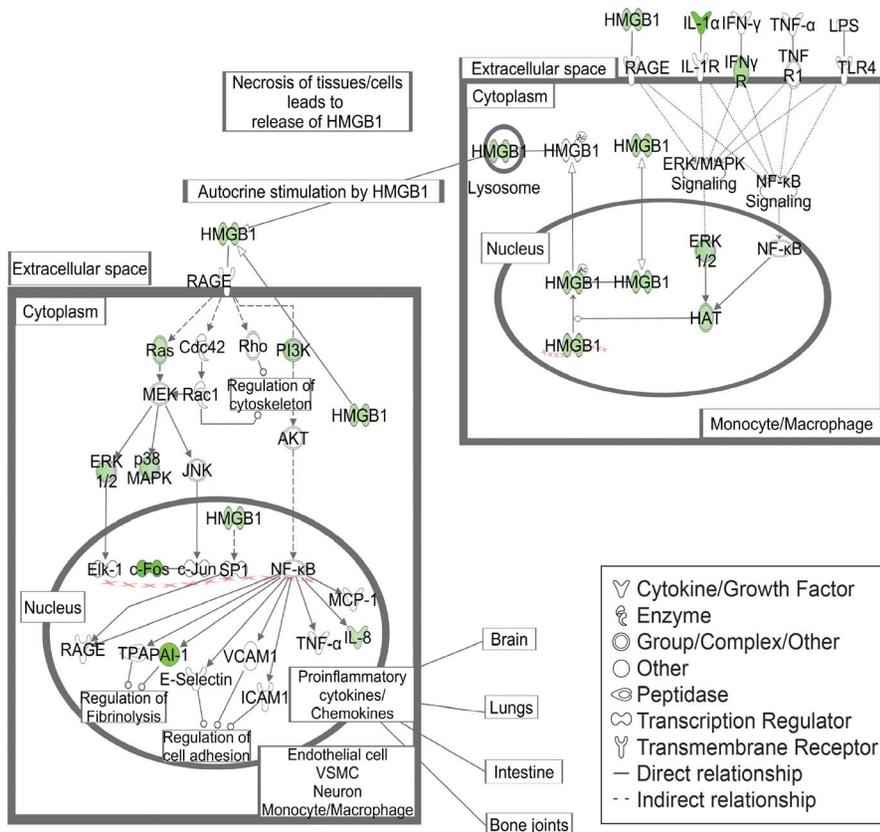 HMGB1 IL-1α IFN-γ TNF-α LPS
RAGE IL-1R IFNγ R TNF R1 TLR4
Extracellular space
Cytoplasm
Necrosis of tissues/cells
leads to
release of HMGB1
HMGB1 HMGB1 HMGB1
Lysosome
ERK/MAPK
Signaling
NF-κB
Signaling
Autocrine stimulation by HMGB1
Nucleus
ERK
1/2
NF-κB
HMGB1 HMGB1
HAT
HMGB1
Monocyte/Macrophage
HMGB1
Extracellular space
RAGE
Cytoplasm
Ras Cdc42 Rho PI3K
MEK Rac1
Regulation of
cytoskeleton
HMGB1
AKT
ERK
1/2
p38
MAPK
JNK
HMGB1
Elk-1 c-Fos c-Jun SP1 NF-κB
Nucleus
MCP-1
RAGE TPA PAI-1 VCAM1 TNF-α IL-8
E-Selectin
ICAM1
Regulation of
Fibrinolysis
Regulation of
cell adhesion
Proinflammatory
cytokines/
Chemokines
Endothelial cell
VSMC
Neuron
Monocyte/Macrophage
Brain
Lungs
Intestine
Bone joints
Cytokine/Growth Factor
Enzyme
Group/Complex/Other
Other
Peptidase
Transcription Regulator
Transmembrane Receptor
Direct relationship
Indirect relationship